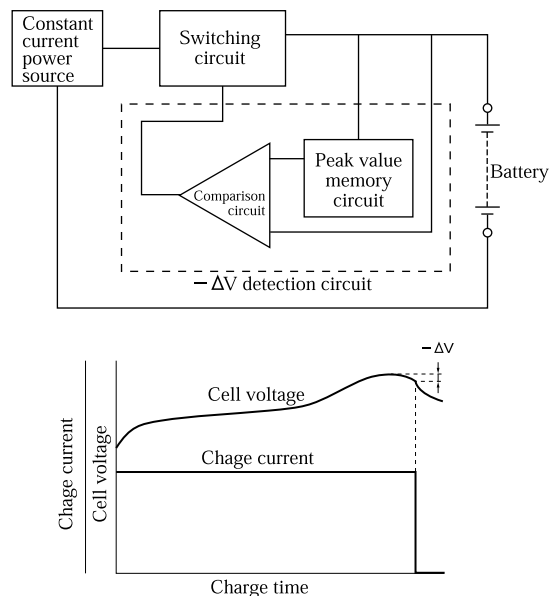 Constant
current
power
source
Switching
circuit
Peak value
memory
circuit
Comparison
circuit
Battery
−ΔV detection circuit
−ΔV
Cell voltage
Chage current
Chage current
Cell voltage
Charge time